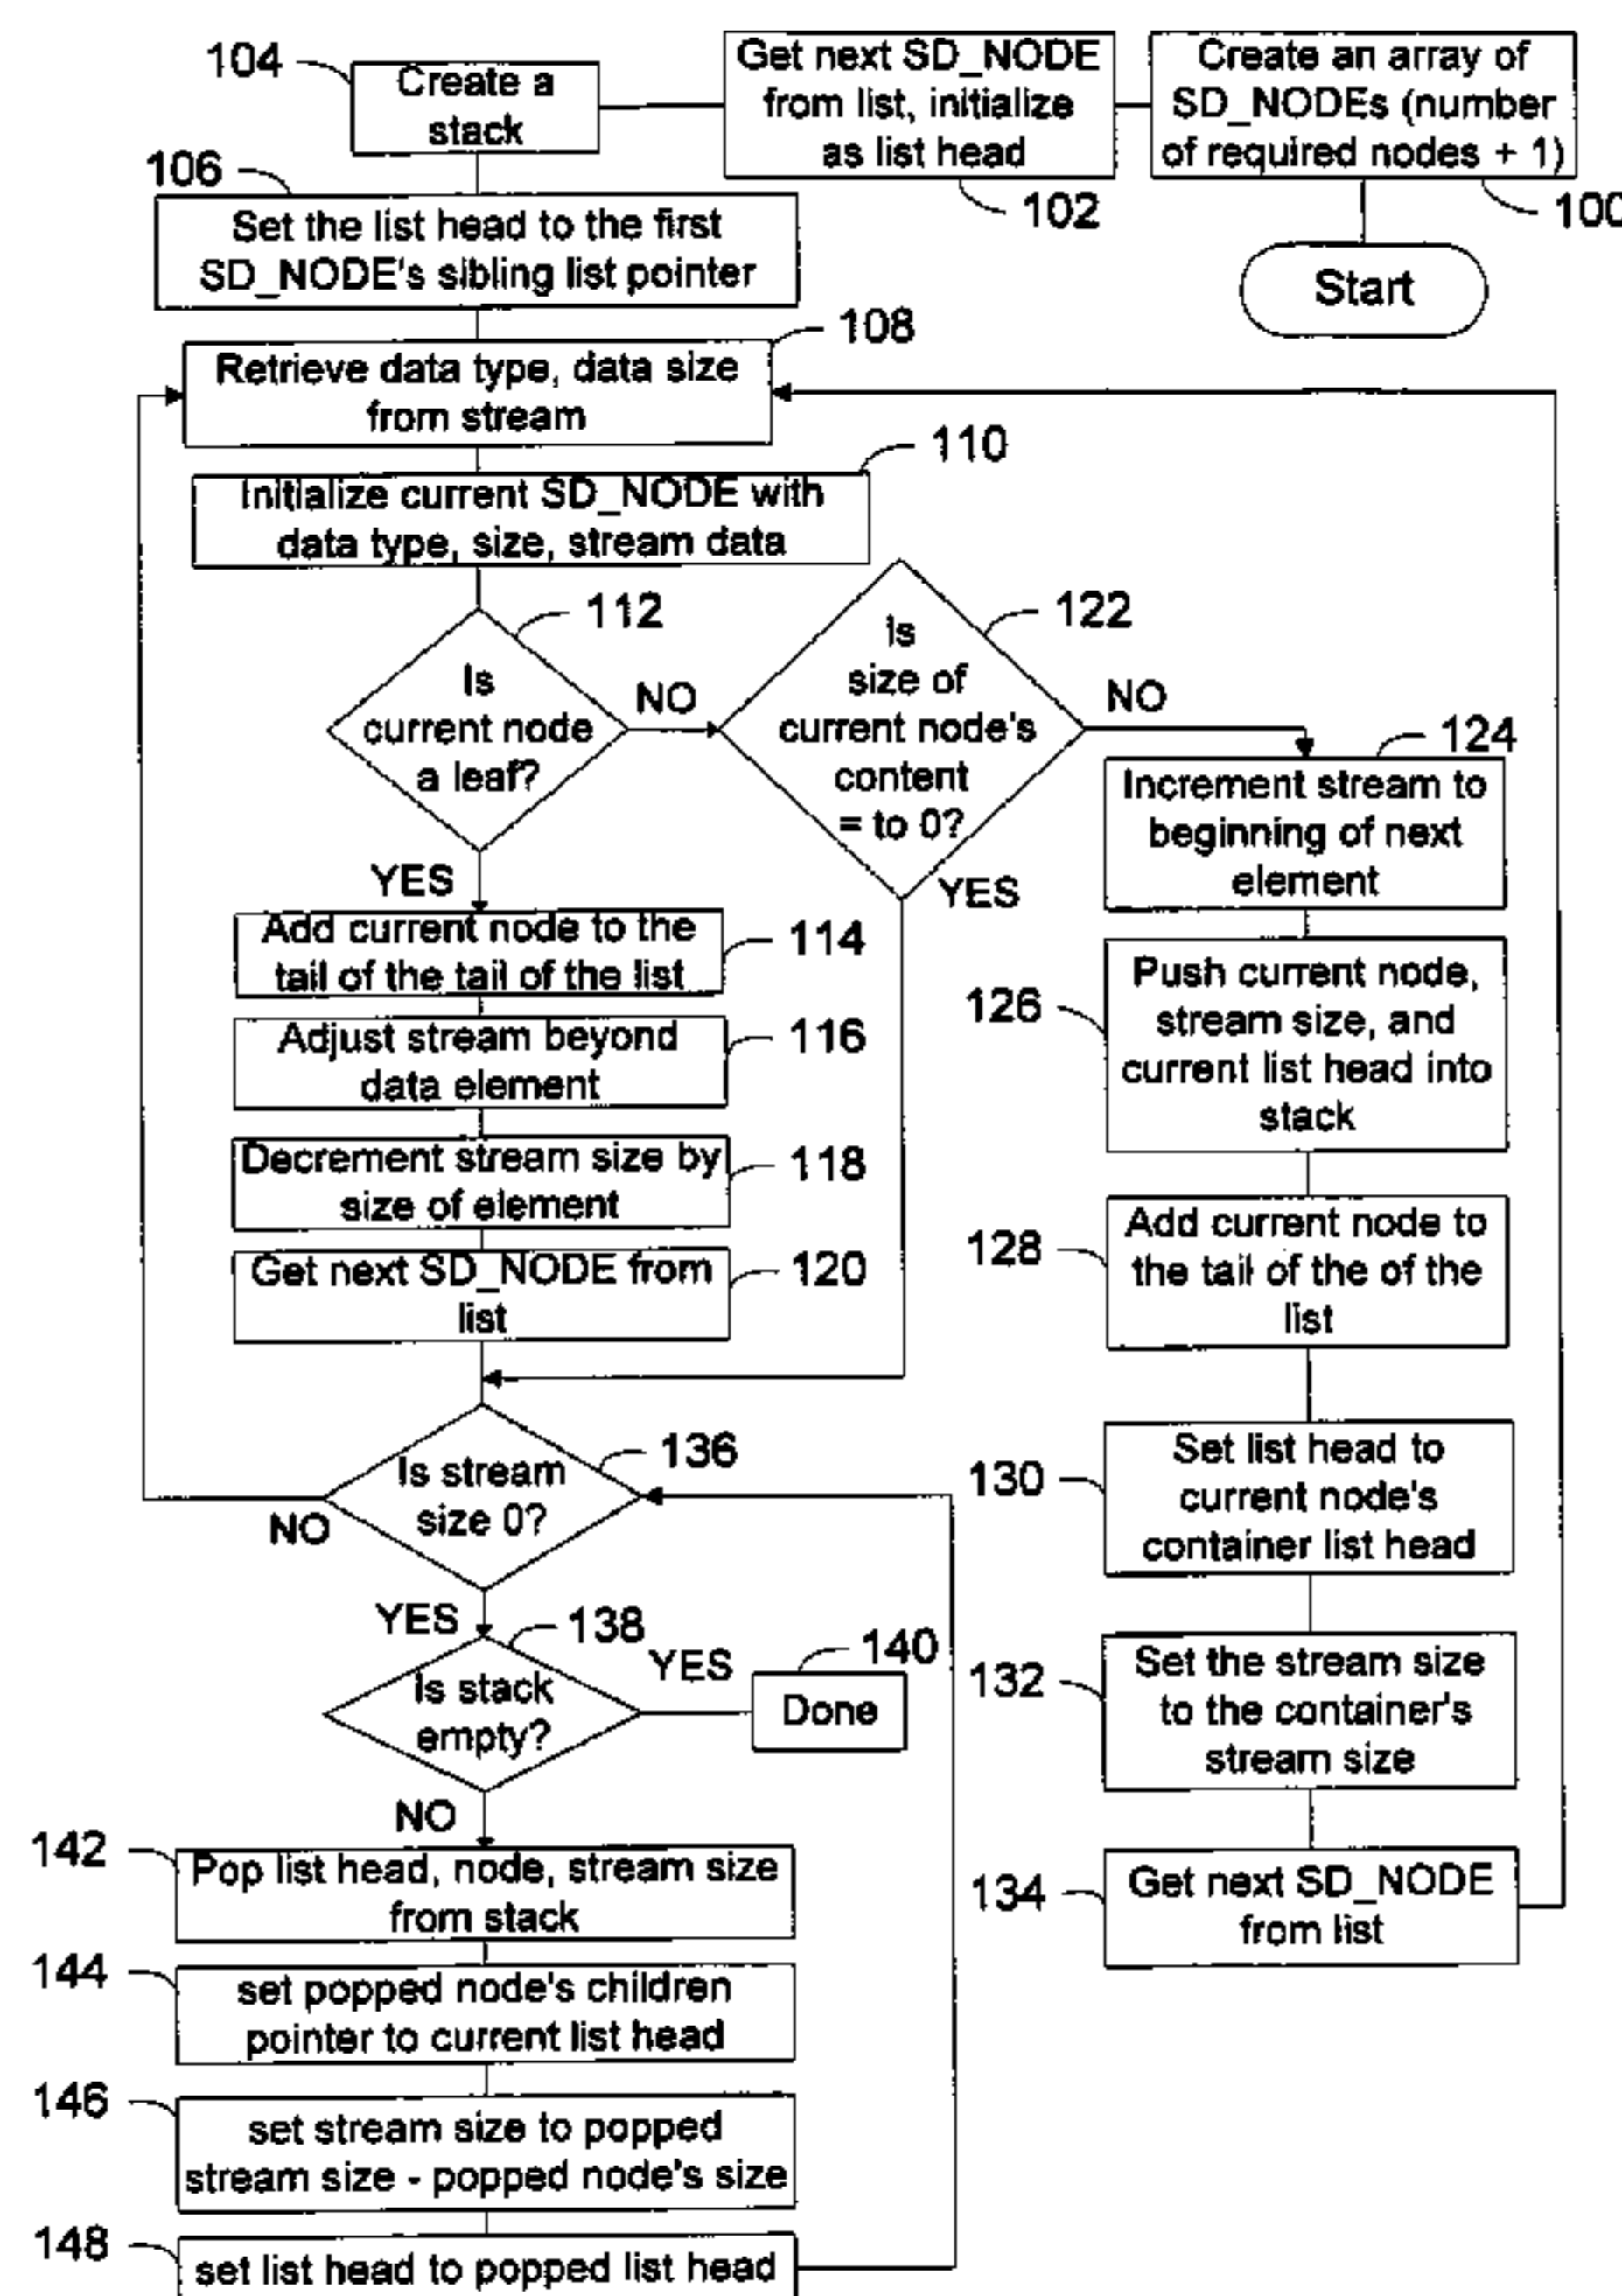 104
Create a
stack
Get next SD_NODE
from list, initialize
as list head
102
Create an array of
SD_NODEs (number
of required nodes + 1)
100
Start
106
Set the list head to the first
SD_NODE's sibling list pointer
108
Retrieve data type, data size
from stream
110
Initialize current SD_NODE with
data type, size, stream data
112
Is
current node
a leaf?
NO
YES
122
Is
size of
current node's
content
= to 0?
NO
YES
114
Add current node to the
tail of the tail of the list
116
Adjust stream beyond
data element
118
Decrement stream size by
size of element
120
Get next SD_NODE from
list
124
Increment stream to
beginning of next
element
126
Push current node,
stream size, and
current list head into
stack
128
Add current node to
the tail of the of the
list
130
Set list head to
current node's
container list head
132
Set the stream size
to the container's
stream size
134
Get next SD_NODE
from list
136
Is stream
size 0?
NO
YES
138
Is stack
empty?
YES
140
Done
NO
142
Pop list head, node, stream size
from stack
144
set popped node's children
pointer to current list head
146
set stream size to popped
stream size - popped node's size
148
set list head to popped list head